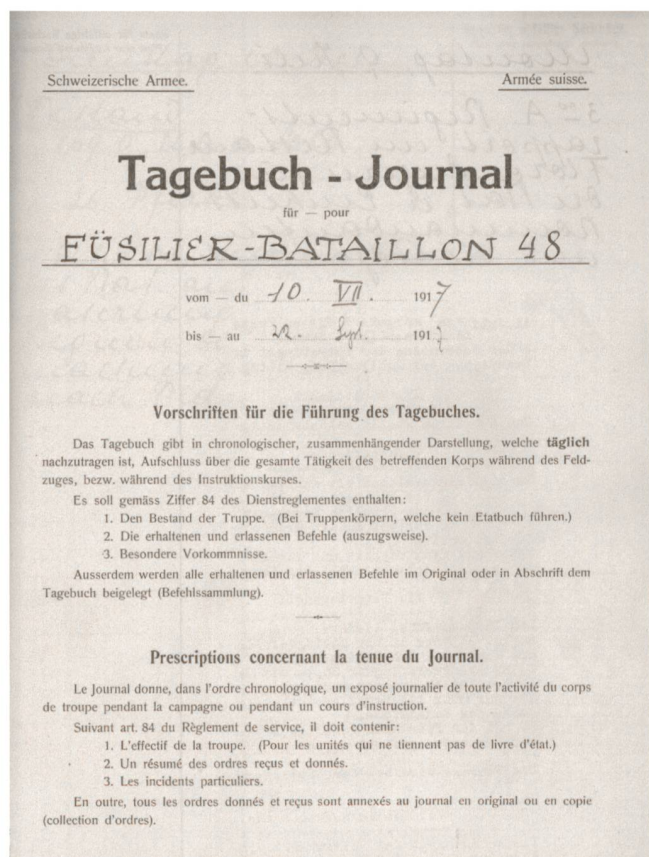 Schweizerische Armee.
Armée suisse.
Tagebuch - Journal
für — pour
FÜSILIER-BATAILLON 48
vom — du 10. VII. 1917
bis — au 22. Sept. 1917
Vorschriften für die Führung des Tagebuches.
Das Tagebuch gibt in chronologischer, zusammenhängender Darstellung, welche täglich
nachzutragen ist, Aufschluss über die gesamte Tätigkeit des betreffenden Korps während des Feld-
zuges, bezw. während des Instruktionskurses.
Es soll gemäss Ziffer 84 des Dienstreglementes enthalten:
1. Den Bestand der Truppe. (Bei Truppenkörpern, welche kein Etatbuch führen.)
2. Die erhaltenen und erlassenen Befehle (auszugsweise).
3. Besondere Vorkommnisse.
Ausserdem werden alle erhaltenen und erlassenen Befehle im Original oder in Abschrift dem
Tagebuch beigelegt (Befehlssammlung).
Prescriptions concernant la tenue du Journal.
Le Journal donne, dans l'ordre chronologique, un exposé journalier de toute l'activité du corps
de troupe pendant la campagne ou pendant un cours d'instruction.
Suivant art. 84 du Règlement de service, il doit contenir:
1. L'effectif de la troupe. (Pour les unités qui ne tiennent pas de livre d'état.)
2. Un résumé des ordres reçus et donnés.
3. Les incidents particuliers.
En outre, tous les ordres donnés et reçus sont annexés au journal en original ou en copie
(collection d'ordres).